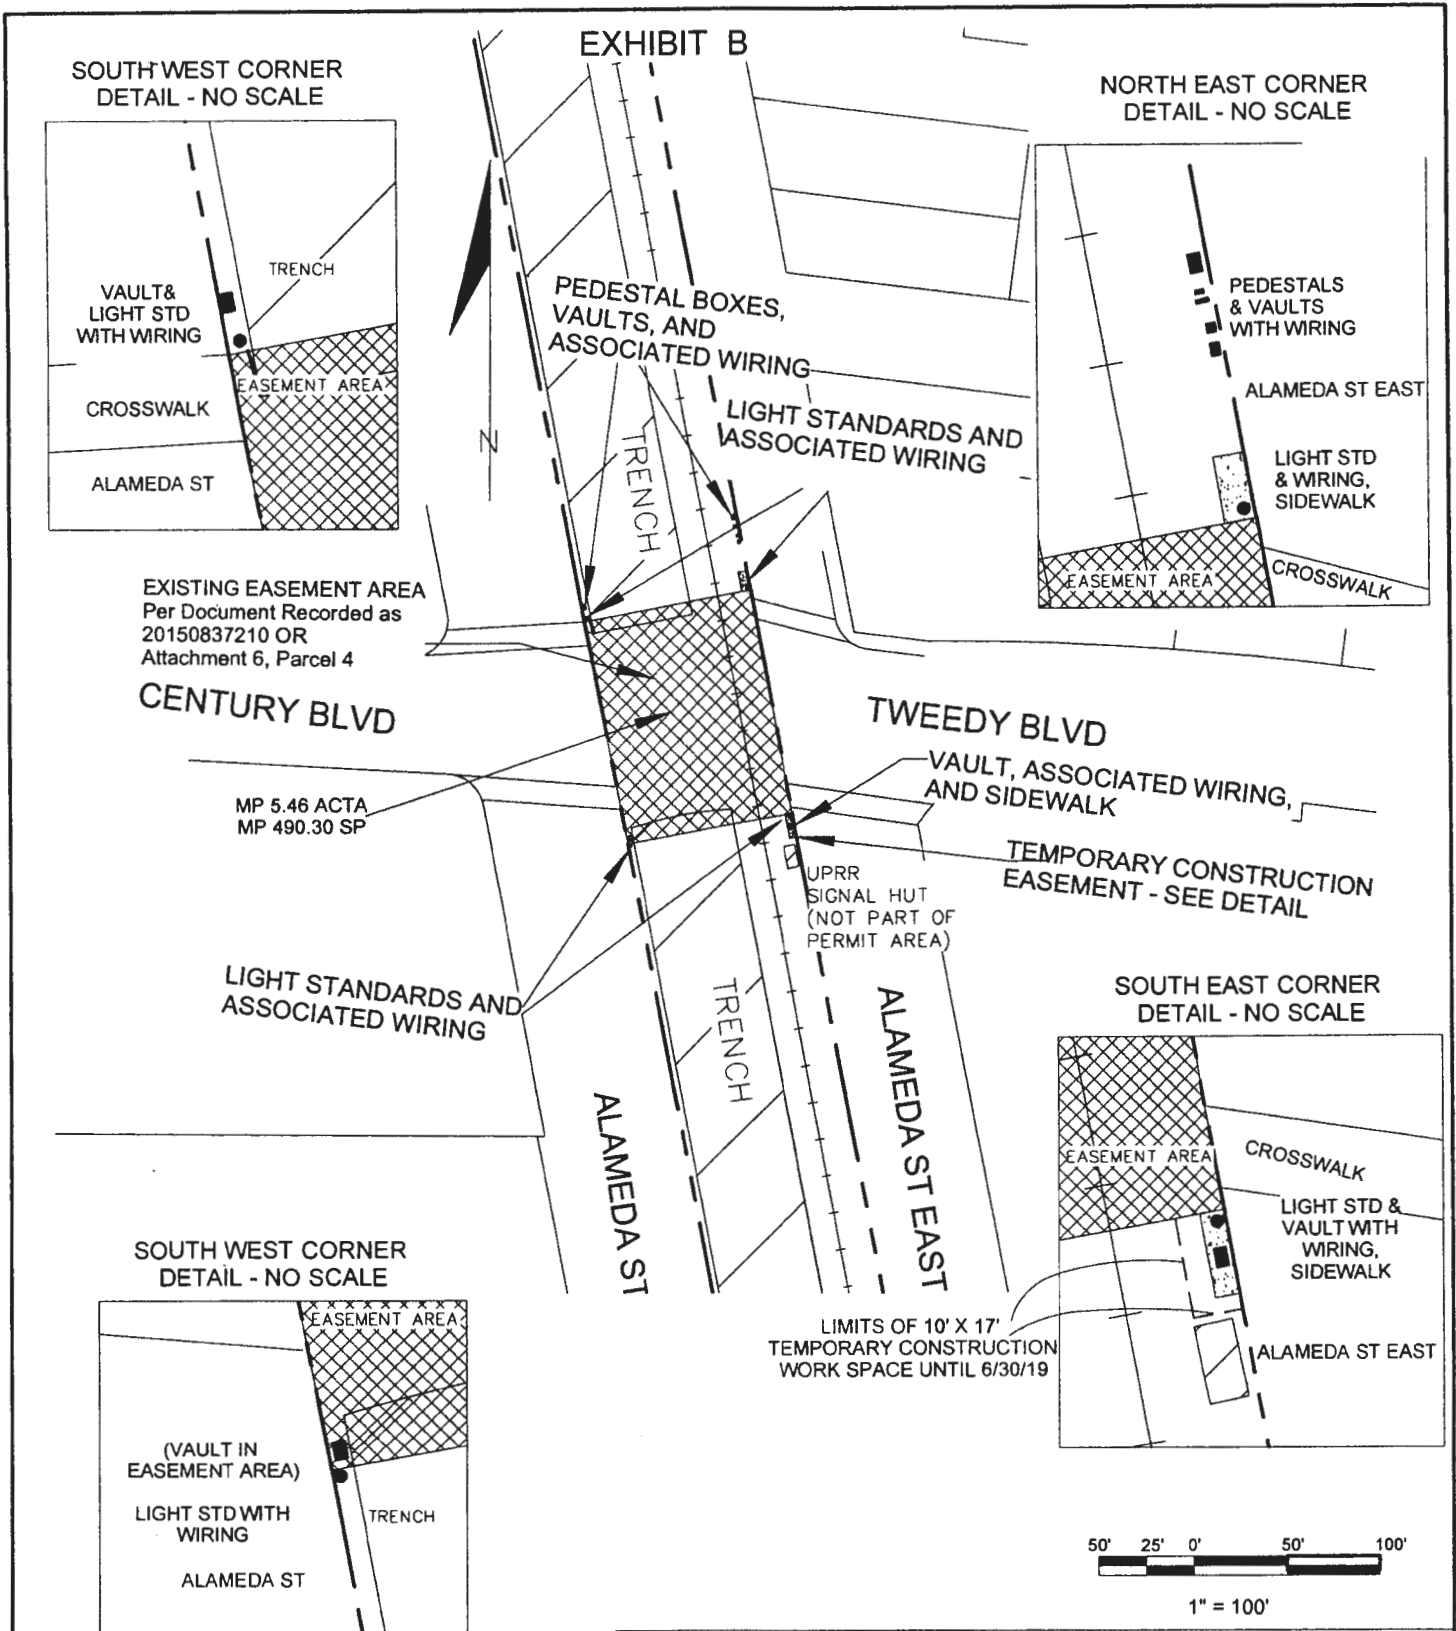 EXHIBIT B
SOUTH WEST CORNER
DETAIL - NO SCALE
TRENCH
VAULT&
LIGHT STD
WITH WIRING
EASEMENT AREA
CROSSWALK
ALAMEDA ST
NORTH EAST CORNER
DETAIL - NO SCALE
PEDESTALS
& VAULTS
WITH WIRING
ALAMEDA ST EAST
LIGHT STD
& WIRING,
SIDEWALK
EASEMENT AREA
CROSSWALK
PEDESTAL BOXES,
VAULTS, AND
ASSOCIATED WIRING
LIGHT STANDARDS AND
ASSOCIATED WIRING
N
TRENCH
EXISTING EASEMENT AREA
Per Document Recorded as
20150837210 OR
Attachment 6, Parcel 4
CENTURY BLVD
TWEEDY BLVD
MP 5.46 ACTA
MP 490.30 SP
VAULT, ASSOCIATED WIRING,
AND SIDEWALK
TEMPORARY CONSTRUCTION
EASEMENT - SEE DETAIL
UPRR
SIGNAL HUT
(NOT PART OF
PERMIT AREA)
LIGHT STANDARDS AND
ASSOCIATED WIRING
TRENCH
ALAMEDA ST
ALAMEDA ST EAST
SOUTH EAST CORNER
DETAIL - NO SCALE
EASEMENT AREA
CROSSWALK
LIGHT STD &
VAULT WITH
WIRING,
SIDEWALK
ALAMEDA ST EAST
LIMITS OF 10' X 17'
TEMPORARY CONSTRUCTION
WORK SPACE UNTIL 6/30/19
SOUTH WEST CORNER
DETAIL - NO SCALE
EASEMENT AREA
(VAULT IN
EASEMENT AREA)
LIGHT STD WITH
WIRING
TRENCH
ALAMEDA ST
50' 25' 0' 50' 100'
1" = 100'